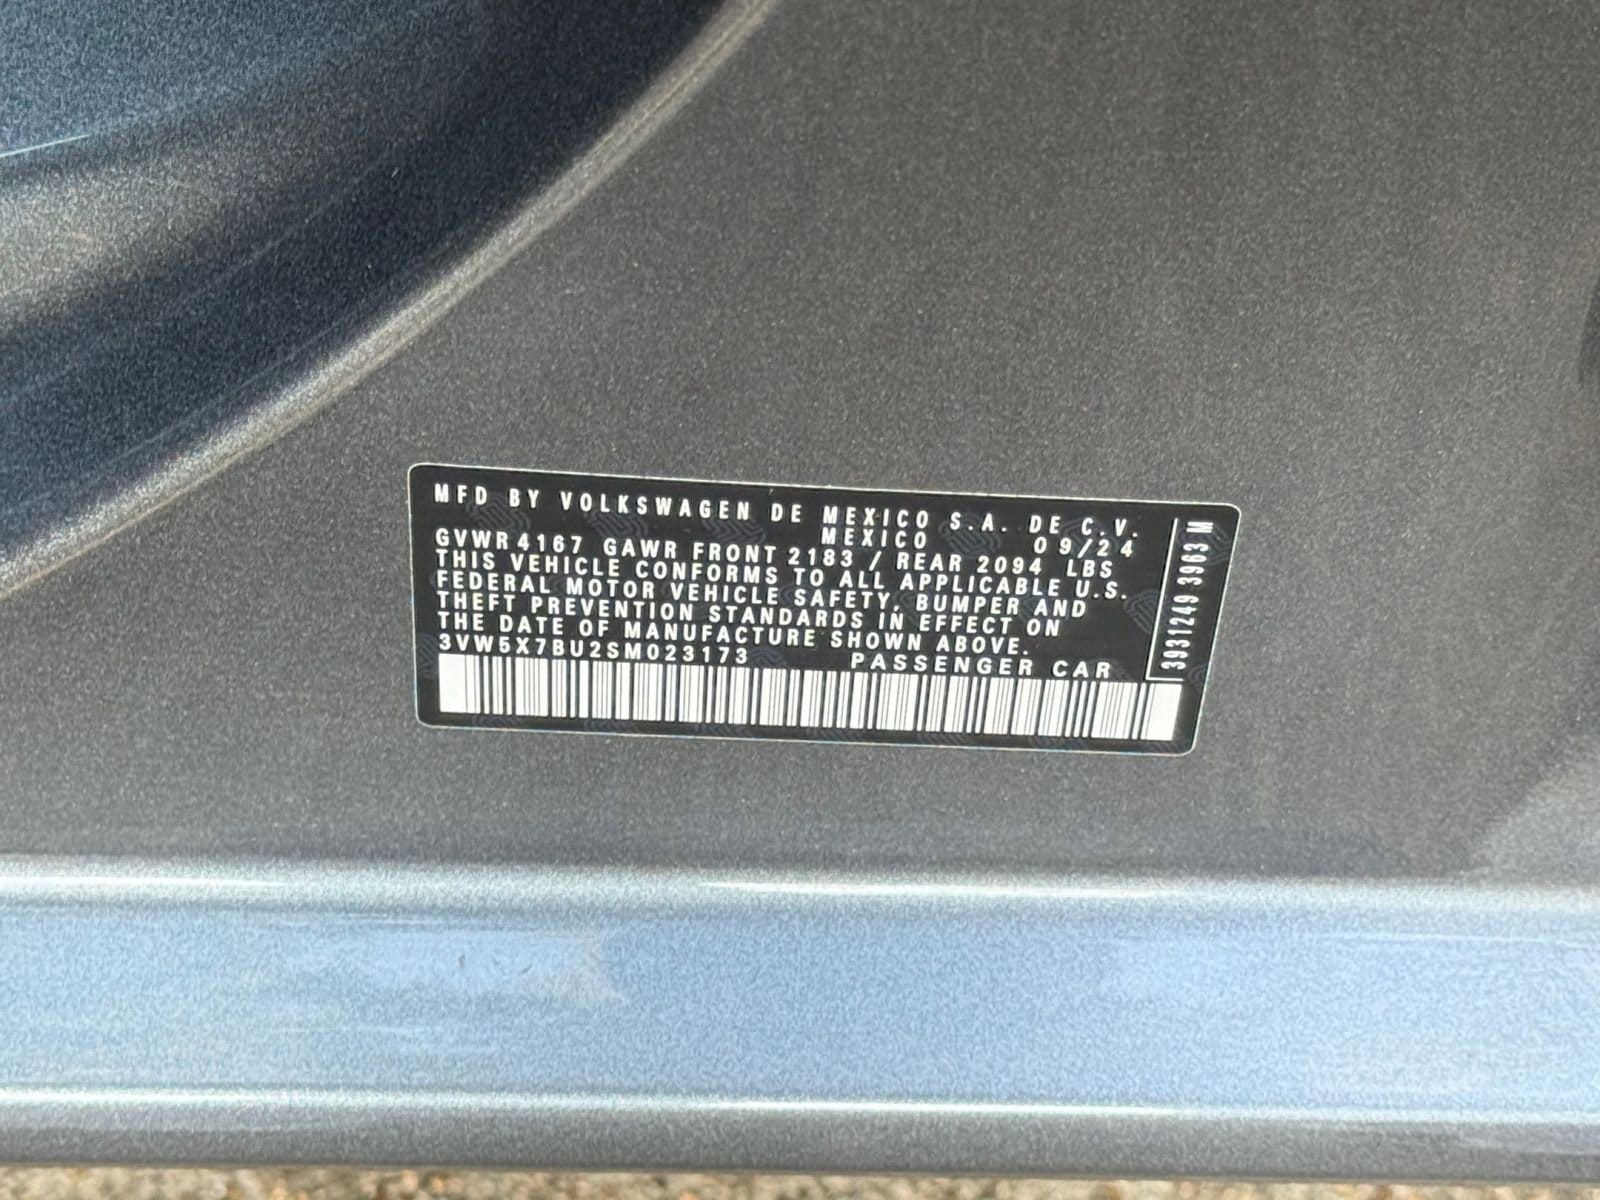 MFD BY VOLKSWAGEN DE MEXICO S.A. DE C.V.
MEXICO 09/24
GVWR 4167 GAWR FRONT 2183 / REAR 2094 LBS
THIS VEHICLE CONFORMS TO ALL APPLICABLE U.S.
FEDERAL MOTOR VEHICLE SAFETY, BUMPER AND
THEFT PREVENTION STANDARDS IN EFFECT ON
THE DATE OF MANUFACTURE SHOWN ABOVE.
3VW5X7BU2SM023173 PASSENGER CAR
3931249 3963 M